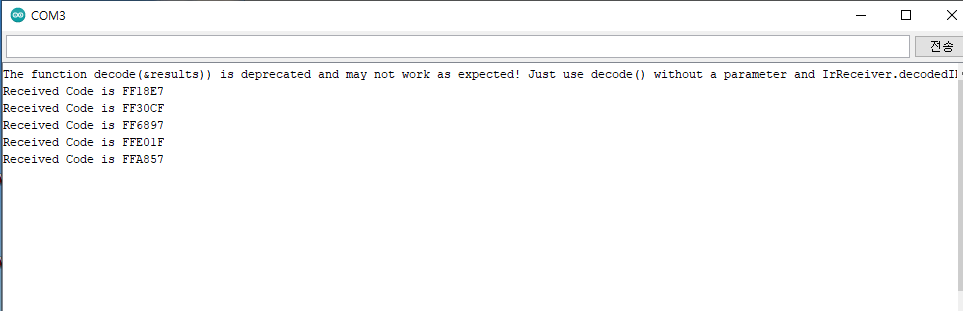 COM3
전송
The function decode(&results)) is deprecated and may not work as expected! Just use decode() without a parameter and IrReceiver.decodedI
Received Code is FF18E7
Received Code is FF30CF
Received Code is FF6897
Received Code is FFE01F
Received Code is FFA857